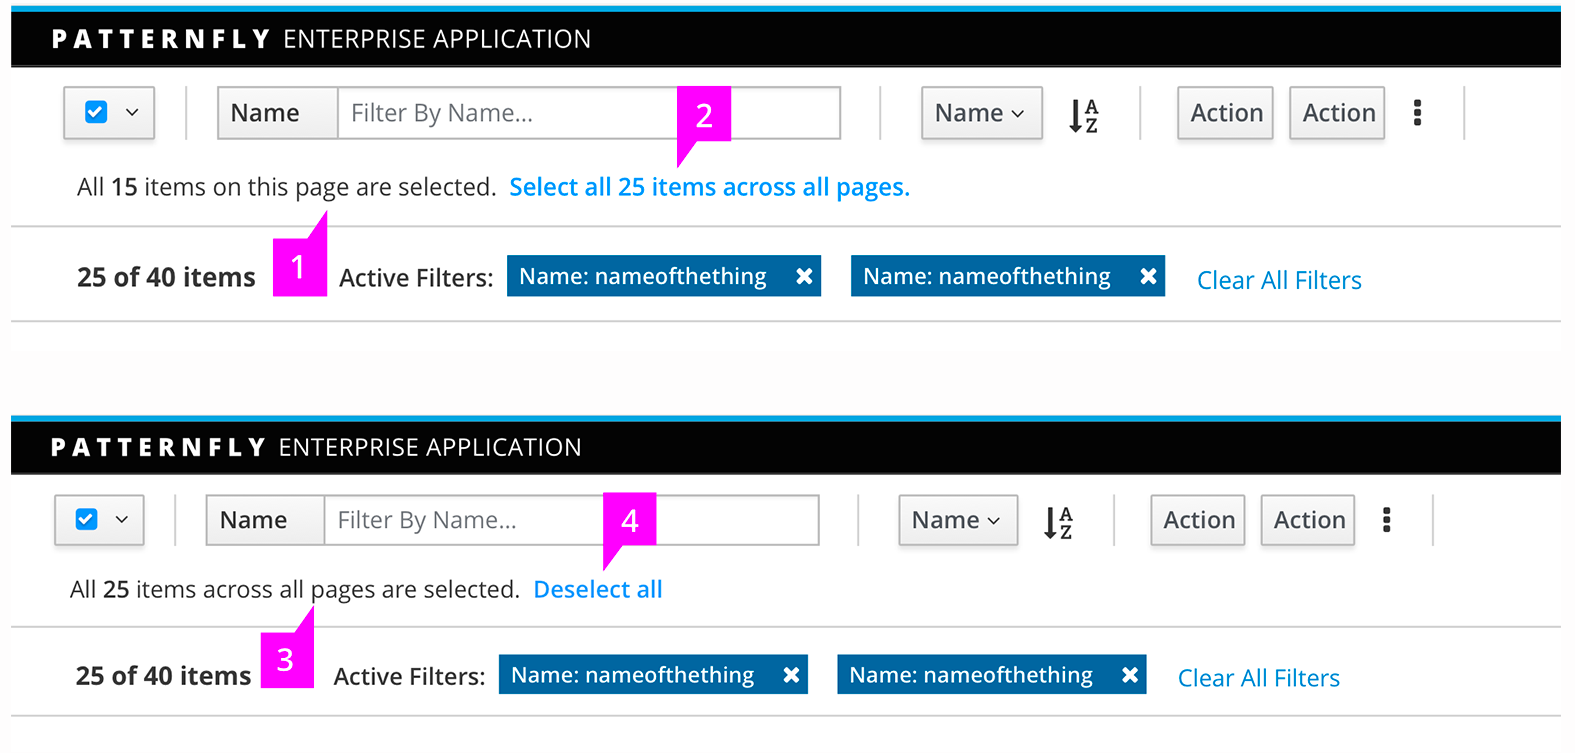 PATTERNFLY ENTERPRISE APPLICATION
Name Filter By Name... 2 Name A Z Action Action
All 15 items on this page are selected. Select all 25 items across all pages.
25 of 40 items 1 Active Filters: Name: nameofthething Name: nameofthething Clear All Filters
PATTERNFLY ENTERPRISE APPLICATION
Name Filter By Name... 4 Name A Z Action Action
All 25 items across all pages are selected. Deselect all
25 of 40 items 3 Active Filters: Name: nameofthething Name: nameofthething Clear All Filters